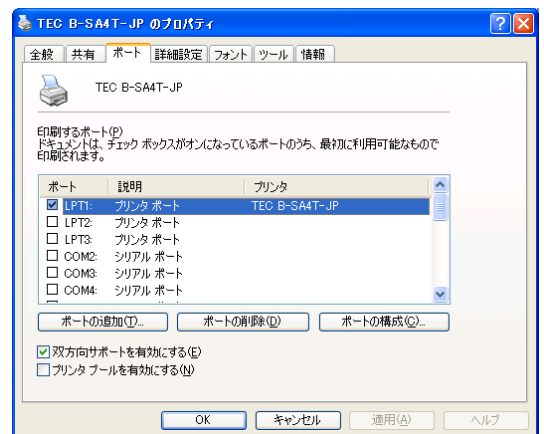 TEC B-SA4T-JP のプロパティ
全般 共有 ポート 詳細設定 フォント ツール 情報
TEC B-SA4T-JP
印刷するポート(P)
ドキュメントは、チェック ボックスがオンになっているポートのうち、最初に利用可能なもので
印刷されます。
ポート 説明 プリンタ
LPT1: プリンタ ポート TEC B-SA4T-JP
LPT2: プリンタ ポート
LPT3: プリンタ ポート
COM2: シリアル ポート
COM3: シリアル ポート
COM4: シリアル ポート
ポートの追加(T)... ポートの削除(D) ポートの構成(C)...
双方向サポートを有効にする(E)
プリンタ プールを有効にする(N)
OK キャンセル 適用(A) ヘルプ